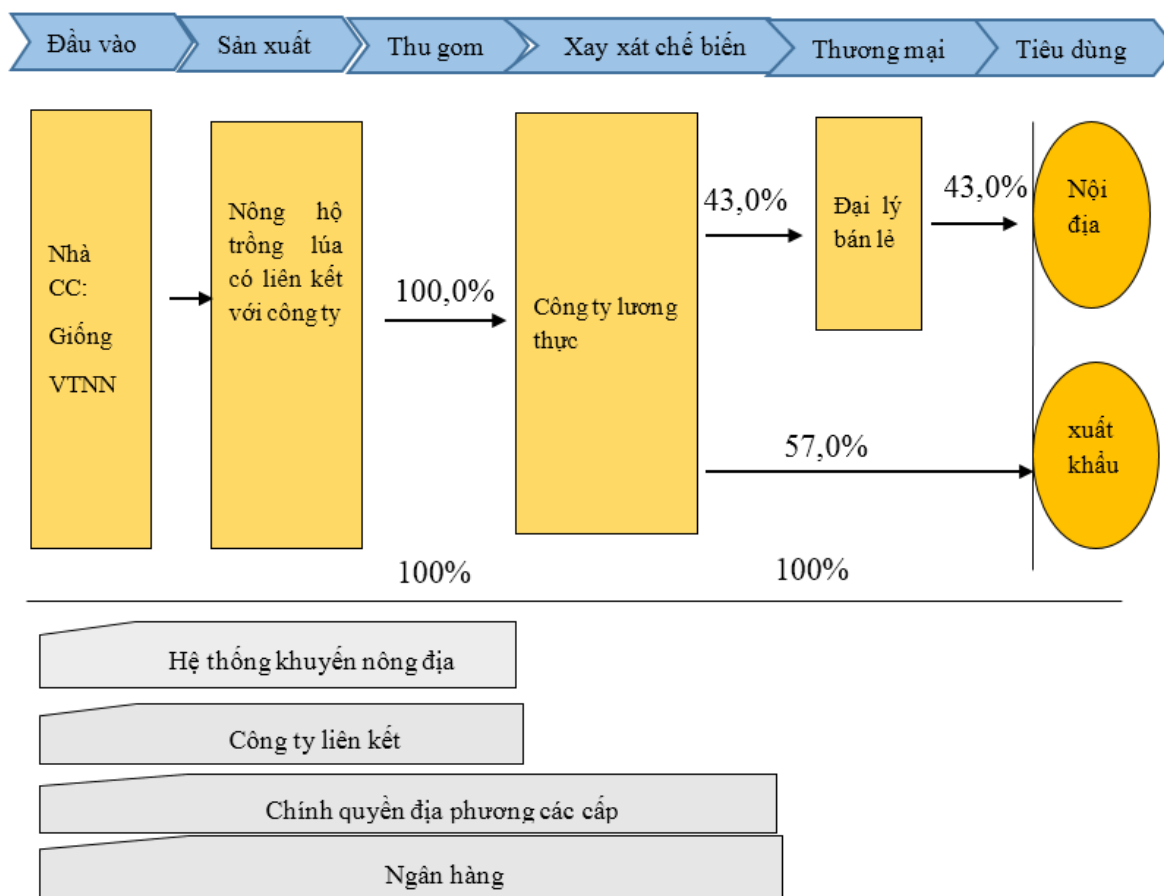 Đầu vào
Sản xuất
Thu gom
Xay xát chế biến
Thương mại
Tiêu dùng
Nhà
CC:
Giống
VTNN
Nông hộ
trồng lúa
có liên kết
với công ty
100,0%
Công ty lương
thực
43,0%
Đại lý
bán lẻ
43,0%
Nội
địa
57,0%
xuất
khẩu
100%
100%
Hệ thống khuyến nông địa
Công ty liên kết
Chính quyền địa phương các cấp
Ngân hàng